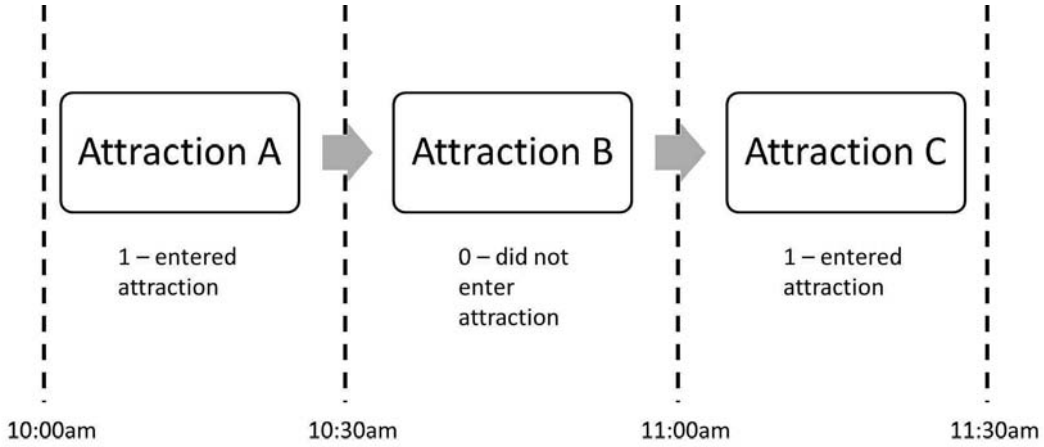 Attraction A
Attraction B
Attraction C
1 – entered
attraction
0 – did not
enter
attraction
1 – entered
attraction
10:00am
10:30am
11:00am
11:30am